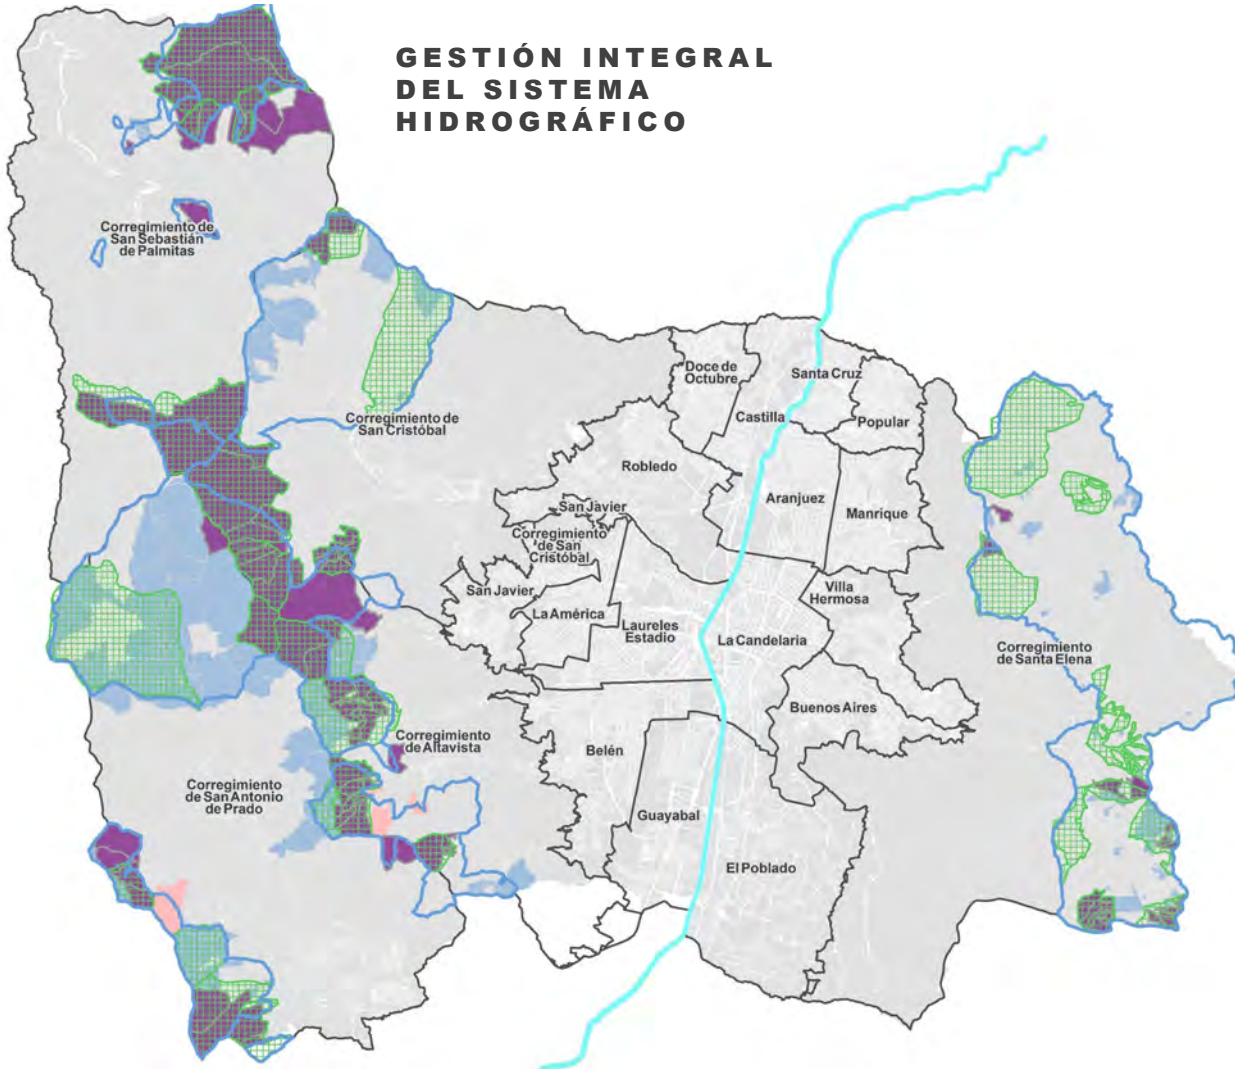 GESTIÓN INTEGRAL
DEL SISTEMA
HIDROGRÁFICO
Corregimiento de
San Sebastián
de Palmitas
Corregimiento de
San Cristóbal
Doce de
Octubre
Santa Cruz
Castilla
Popular
Robledo
Aranjuez
Manrique
San Javier
Corregimiento
de San
Cristóbal
San Javier
La América
Laureles
Estadio
La Candelaria
Villa
Hermosa
Corregimiento
de Santa Elena
Buenos Aires
Corregimiento
de Altavista
Belén
Corregimiento
de San Antonio
de Prado
Guayabal
El Poblado